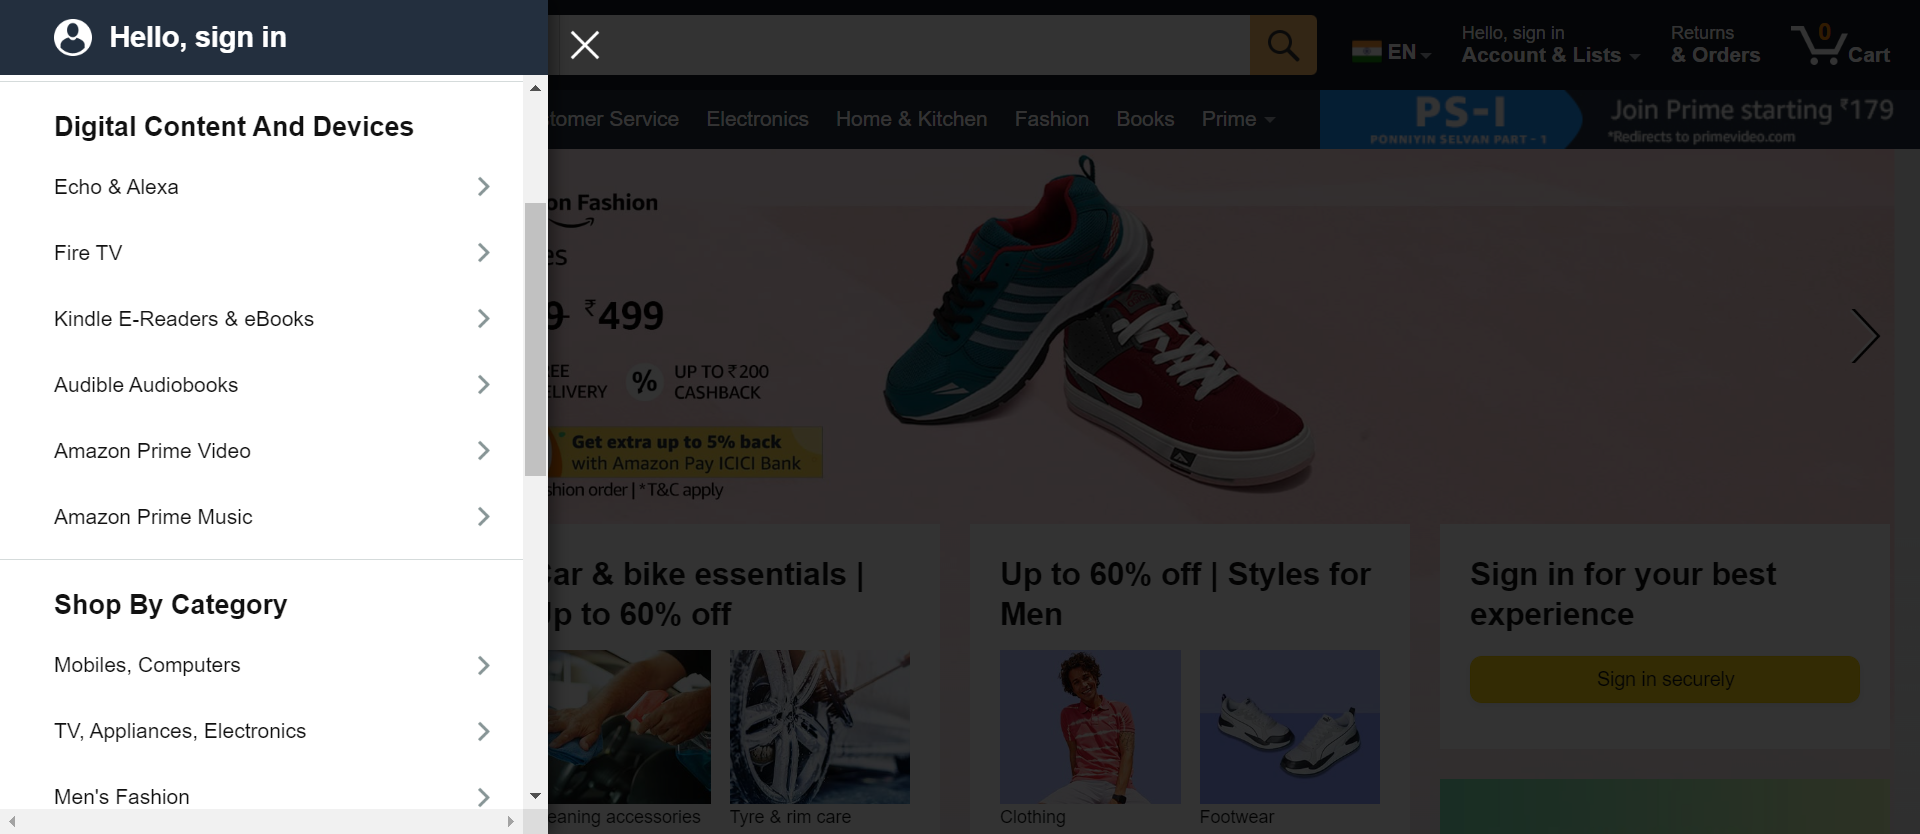 Hello, sign in
EN
Hello, sign in
Account & Lists
Returns
& Orders
0
Cart
tomer Service
Electronics
Home & Kitchen
Fashion
Books
Prime
PS-I
PONNIYIN SELVAN PART - 1
Join Prime starting ₹179
*Redirects to primevideo.com
Digital Content And Devices
Echo & Alexa
Fire TV
Kindle E-Readers & eBooks
Audible Audiobooks
Amazon Prime Video
Amazon Prime Music
Shop By Category
Mobiles, Computers
TV, Appliances, Electronics
Men's Fashion
on Fashion
es
9 ₹499
EE
ELIVERY
%
UP TO ₹200
CASHBACK
Get extra up to 5% back
with Amazon Pay ICICI Bank
shion order | *T&C apply
Car & bike essentials |
Up to 60% off
eaning accessories
Tyre & rim care
Up to 60% off | Styles for
Men
Clothing
Footwear
Sign in for your best
experience
Sign in securely